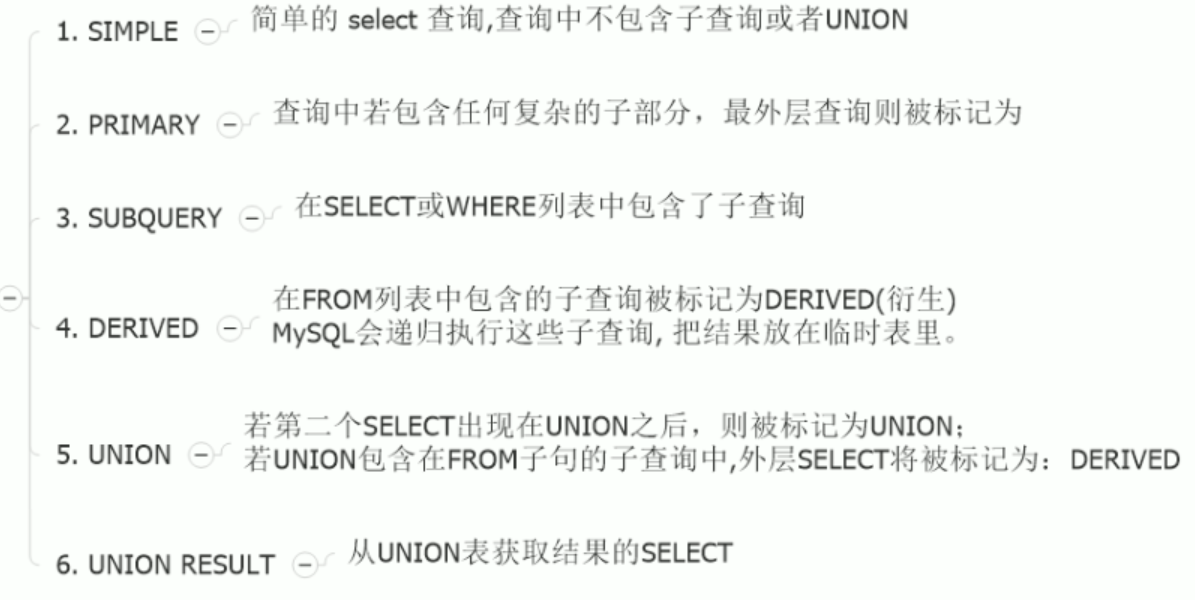 1. SIMPLE
简单的 select 查询,查询中不包含子查询或者UNION
2. PRIMARY
查询中若包含任何复杂的子部分，最外层查询则被标记为
3. SUBQUERY
在SELECT或WHERE列表中包含了子查询
4. DERIVED
在FROM列表中包含的子查询被标记为DERIVED(衍生)
MySQL会递归执行这些子查询, 把结果放在临时表里。
5. UNION
若第二个SELECT出现在UNION之后，则被标记为UNION；
若UNION包含在FROM子句的子查询中,外层SELECT将被标记为：DERIVED
6. UNION RESULT
从UNION表获取结果的SELECT